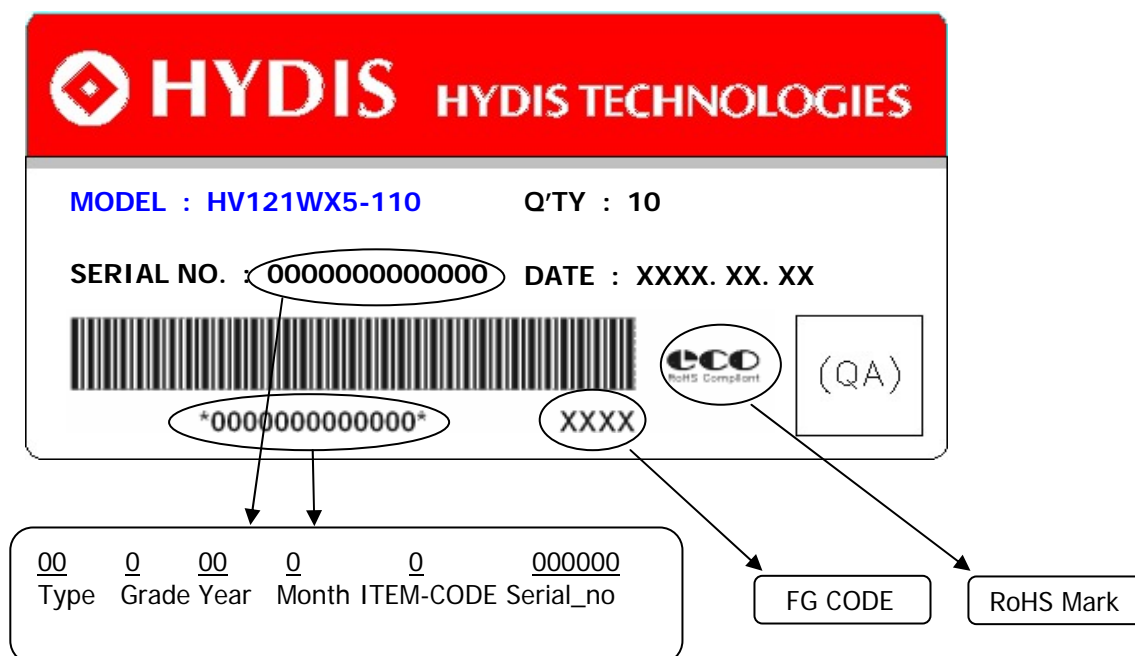 HYDIS HYDIS TECHNOLOGIES
MODEL : HV121WX5-110 Q'TY : 10
SERIAL NO. : 0000000000000 DATE : XXXX. XX. XX
eco
RoHS Compliant
(QA)
*0000000000000* XXXX
00 0 00 0 0 000000
Type Grade Year Month ITEM-CODE Serial_no
FG CODE
RoHS Mark